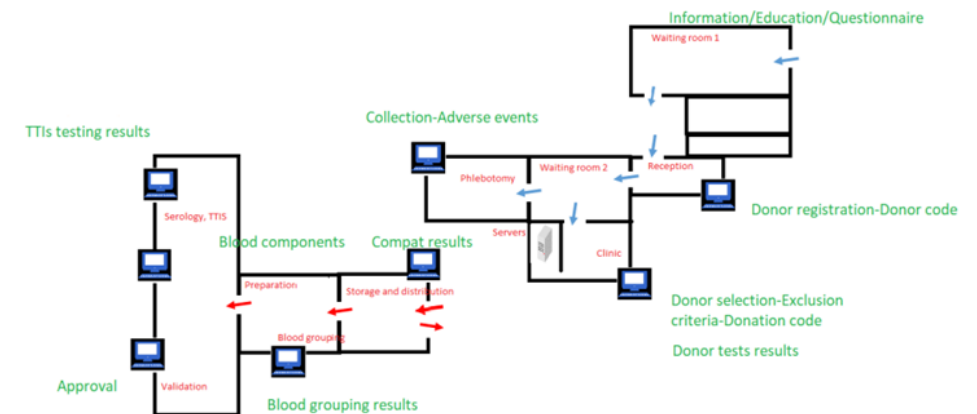 Information/Education/Questionnaire
Waiting room 1
Collection-Adverse events
TTIs testing results
Waiting room 2
Reception
Phlebotomy
Donor registration-Donor code
Serology, TTIS
Servers
Blood components
Compat results
Clinic
Preparation
Storage and distribution
Donor selection-Exclusion
criteria-Donation code
Blood grouping
Donor tests results
Approval
Validation
Blood grouping results